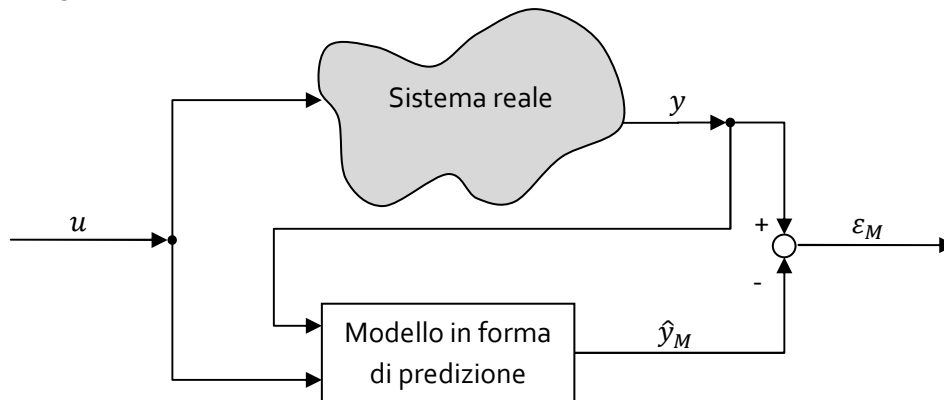 Sistema reale
y
u
+
ε_M
-
Modello in forma
di predizione
ŷ_M